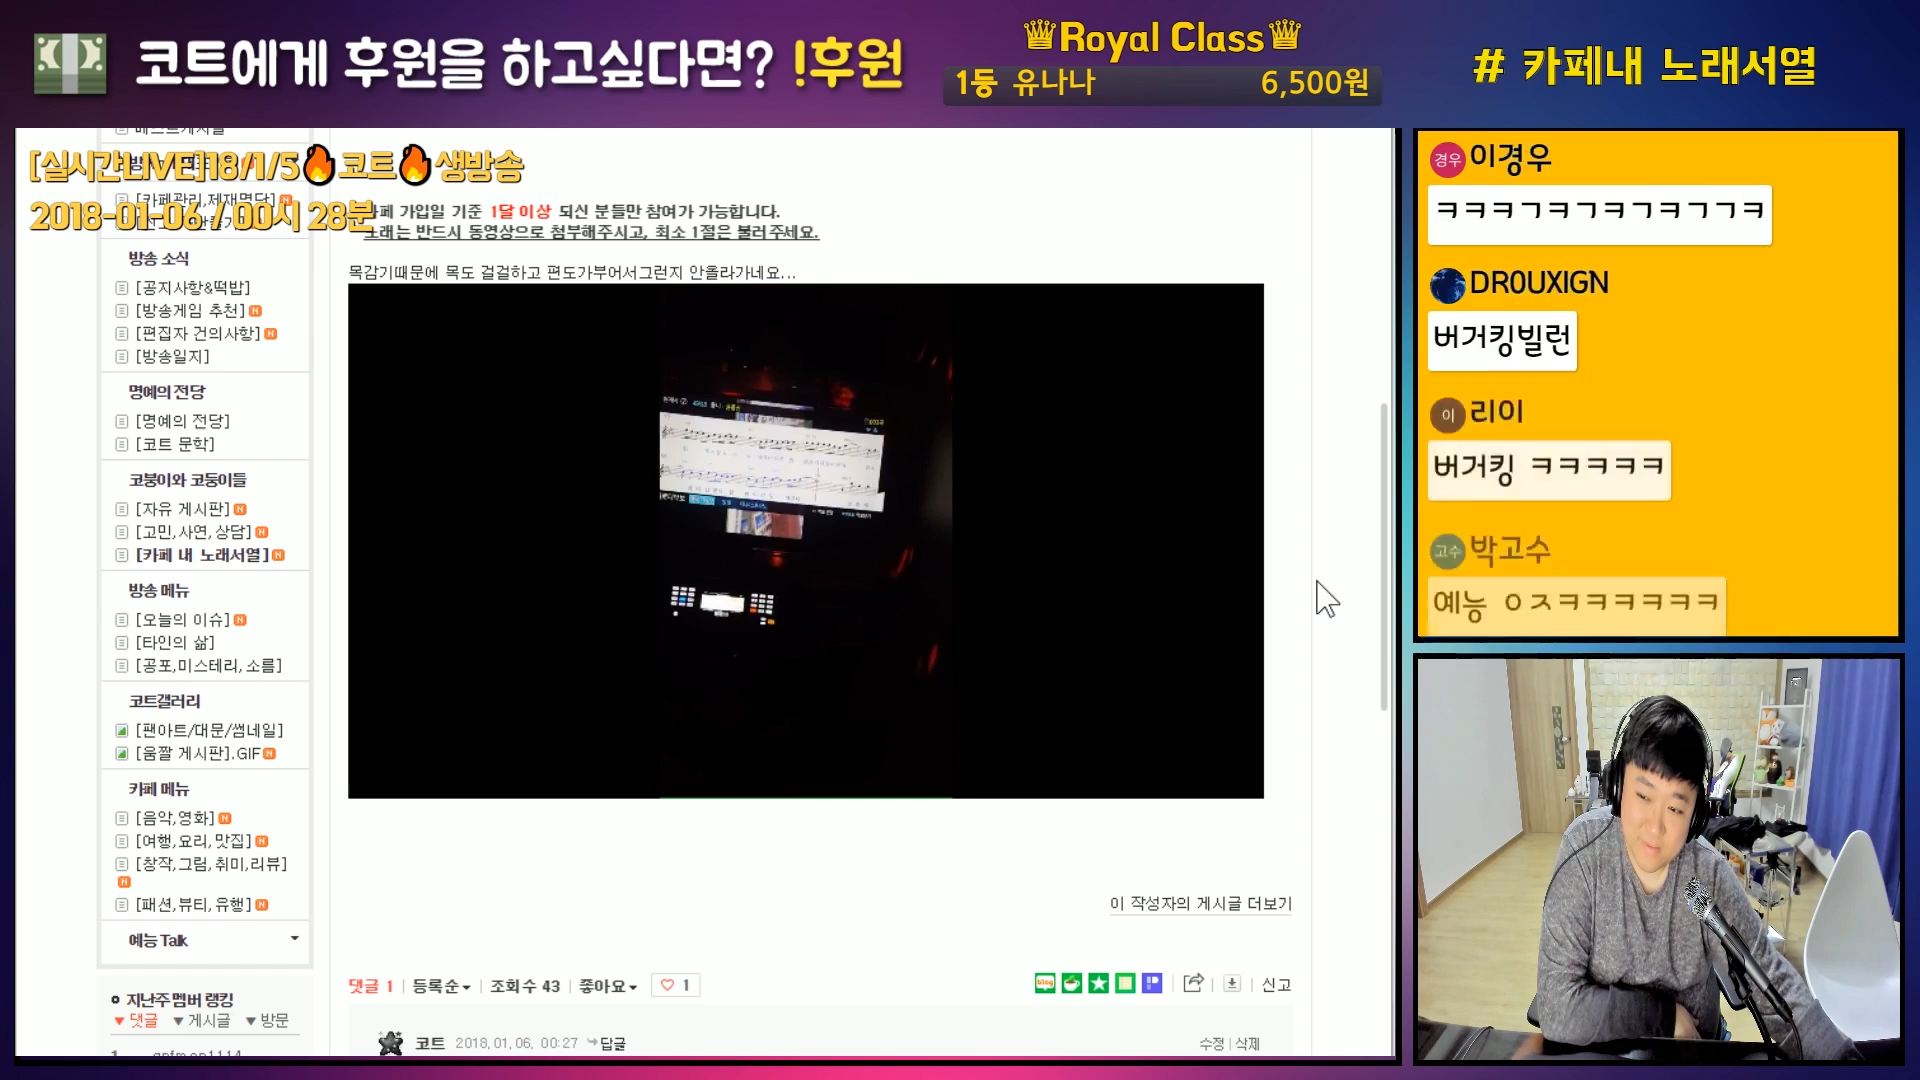 코트에게 후원을 하고싶다면? !후원
Royal Class
1등 유나나 6,500원
# 카페내 노래서열
[실시간LIVE]18/1/5🔥코트🔥생방송
2018-01-06 / 00시 28분
[카페관리,제재명단]
방송 소식
[공지사항&떡밥]
[방송게임 추천]
[편집자 건의사항]
[방송일지]
명예의 전당
[명예의 전당]
[코트 문학]
코붕이와 코둥이들
[자유 게시판]
[고민,사연,상담]
[카페 내 노래서열]
방송 메뉴
[오늘의 이슈]
[타인의 삶]
[공포,미스테리,소름]
코트갤러리
[팬아트/대문/썸네일]
[움짤 게시판].GIF
카페 메뉴
[음악,영화]
[여행,요리,맛집]
[창작,그림,취미,리뷰]
[패션,뷰티,유행]
예능 Talk
지난주 멤버 랭킹
▼ 댓글 ▼ 게시글 ▼ 방문
카페 가입일 기준 1달 이상 되신 분들만 참여가 가능합니다.
노래는 반드시 동영상으로 첨부해주시고, 최소 1절은 불러주세요.
목감기때문에 목도 걸걸하고 편도가부어서그런지 안올라가네요...
이 작성자의 게시글 더보기
댓글 1 | 등록순 | 조회수 43 | 좋아요 ♡ 1
blog
신고
코트 2018.01.06. 00:27 답글
수정 | 삭제
경우 이경우
ㅋㅋㅋㄱㅋㄱㅋㄱㅋㄱㄱㅋ
DROUXIGN
버거킹빌런
이 리이
버거킹 ㅋㅋㅋㅋㅋ
고수 박고수
예능 ㅇㅈㅋㅋㅋㅋㅋㅋㅋ